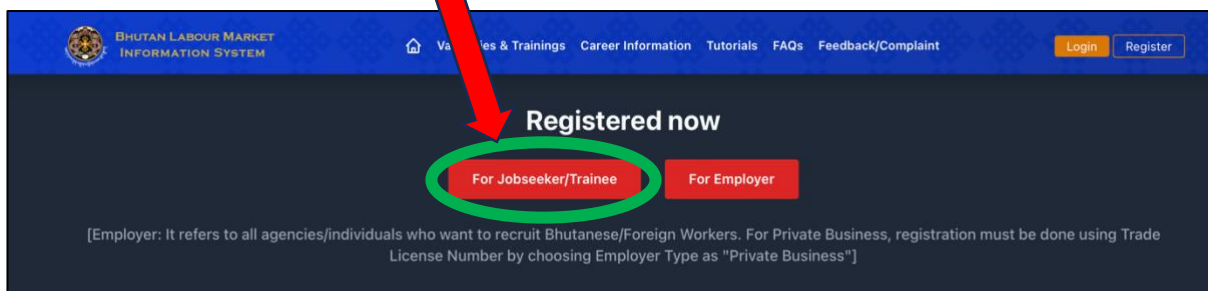 BHUTAN LABOUR MARKET
INFORMATION SYSTEM
& Trainings Career Information Tutorials FAQs Feedback/Complaint Login Register
Registered now
For Jobseeker/Trainee For Employer
[Employer: It refers to all agencies/individuals who want to recruit Bhutanese/Foreign Workers. For Private Business, registration must be done using Trade
License Number by choosing Employer Type as "Private Business"]